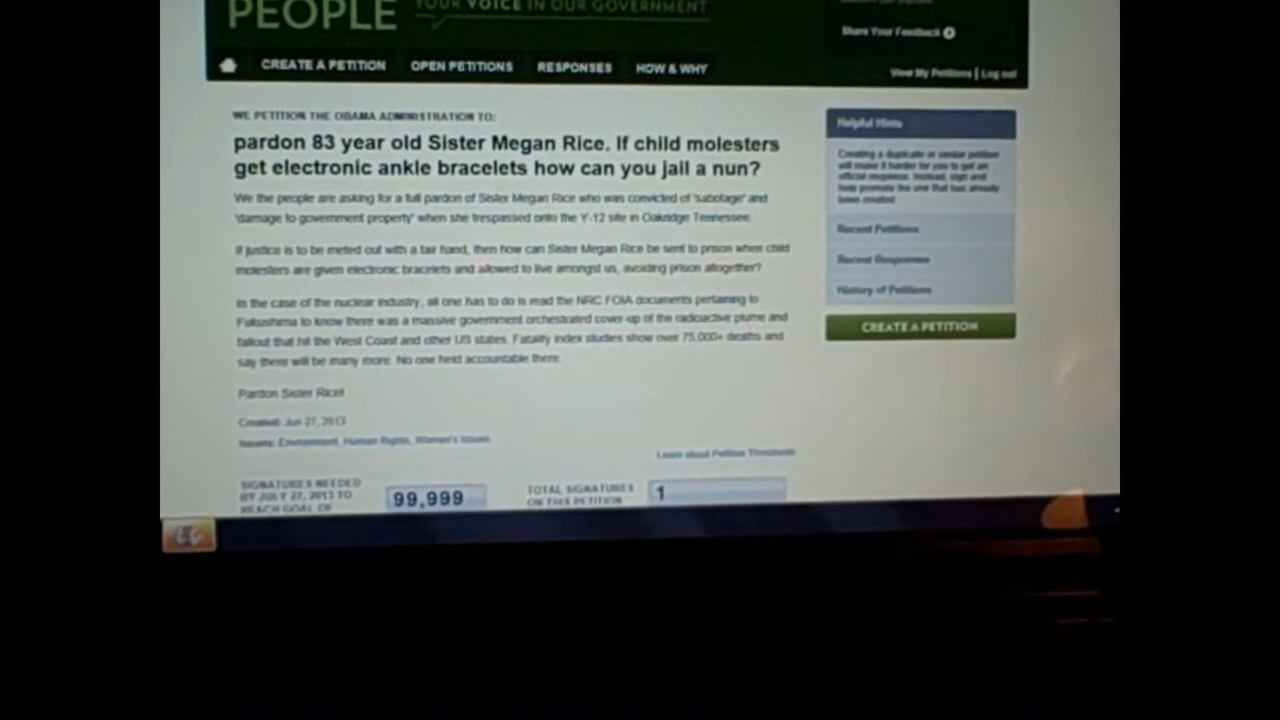 PEOPLE
YOUR VOICE IN OUR GOVERNMENT
Share Your Feedback
CREATE A PETITION OPEN PETITIONS RESPONSES HOW & WHY
View My Petitions | Log out
WE PETITION THE OBAMA ADMINISTRATION TO:
pardon 83 year old Sister Megan Rice. If child molesters
get electronic ankle bracelets how can you jail a nun?
We the people are asking for a full pardon of Sister Megan Rice who was convicted of 'sabotage' and
'damage to government property' when she trespassed onto the Y-12 site in Oakridge Tennessee.
If justice is to be meted out with a fair hand, then how can Sister Megan Rice be sent to prison when child
molesters are given electronic bracelets and allowed to live amongst us, avoiding prison altogether?
In the case of the nuclear industry, all one has to do is read the NRC FOIA documents pertaining to
Fukushima to know there was a massive government orchestrated cover-up of the radioactive plume and
fallout that hit the West Coast and other US states. Fatality index studies show over 75,000+ deaths and
say there will be many more. No one held accountable there.
Pardon Sister Rice!
Created: Jun 27, 2013
Issues: Environment, Human Rights, Women's Issues
Learn about Petition Thresholds
SIGNATURES NEEDED
BY JULY 27, 2013 TO
REACH GOAL OF
99,999
TOTAL SIGNATURES
ON THIS PETITION
1
Helpful Hints
Creating a duplicate or similar petition
will make it harder for you to get an
official response. Instead, sign and
help promote the one that has already
been created.
Recent Petitions
Recent Responses
History of Petitions
CREATE A PETITION